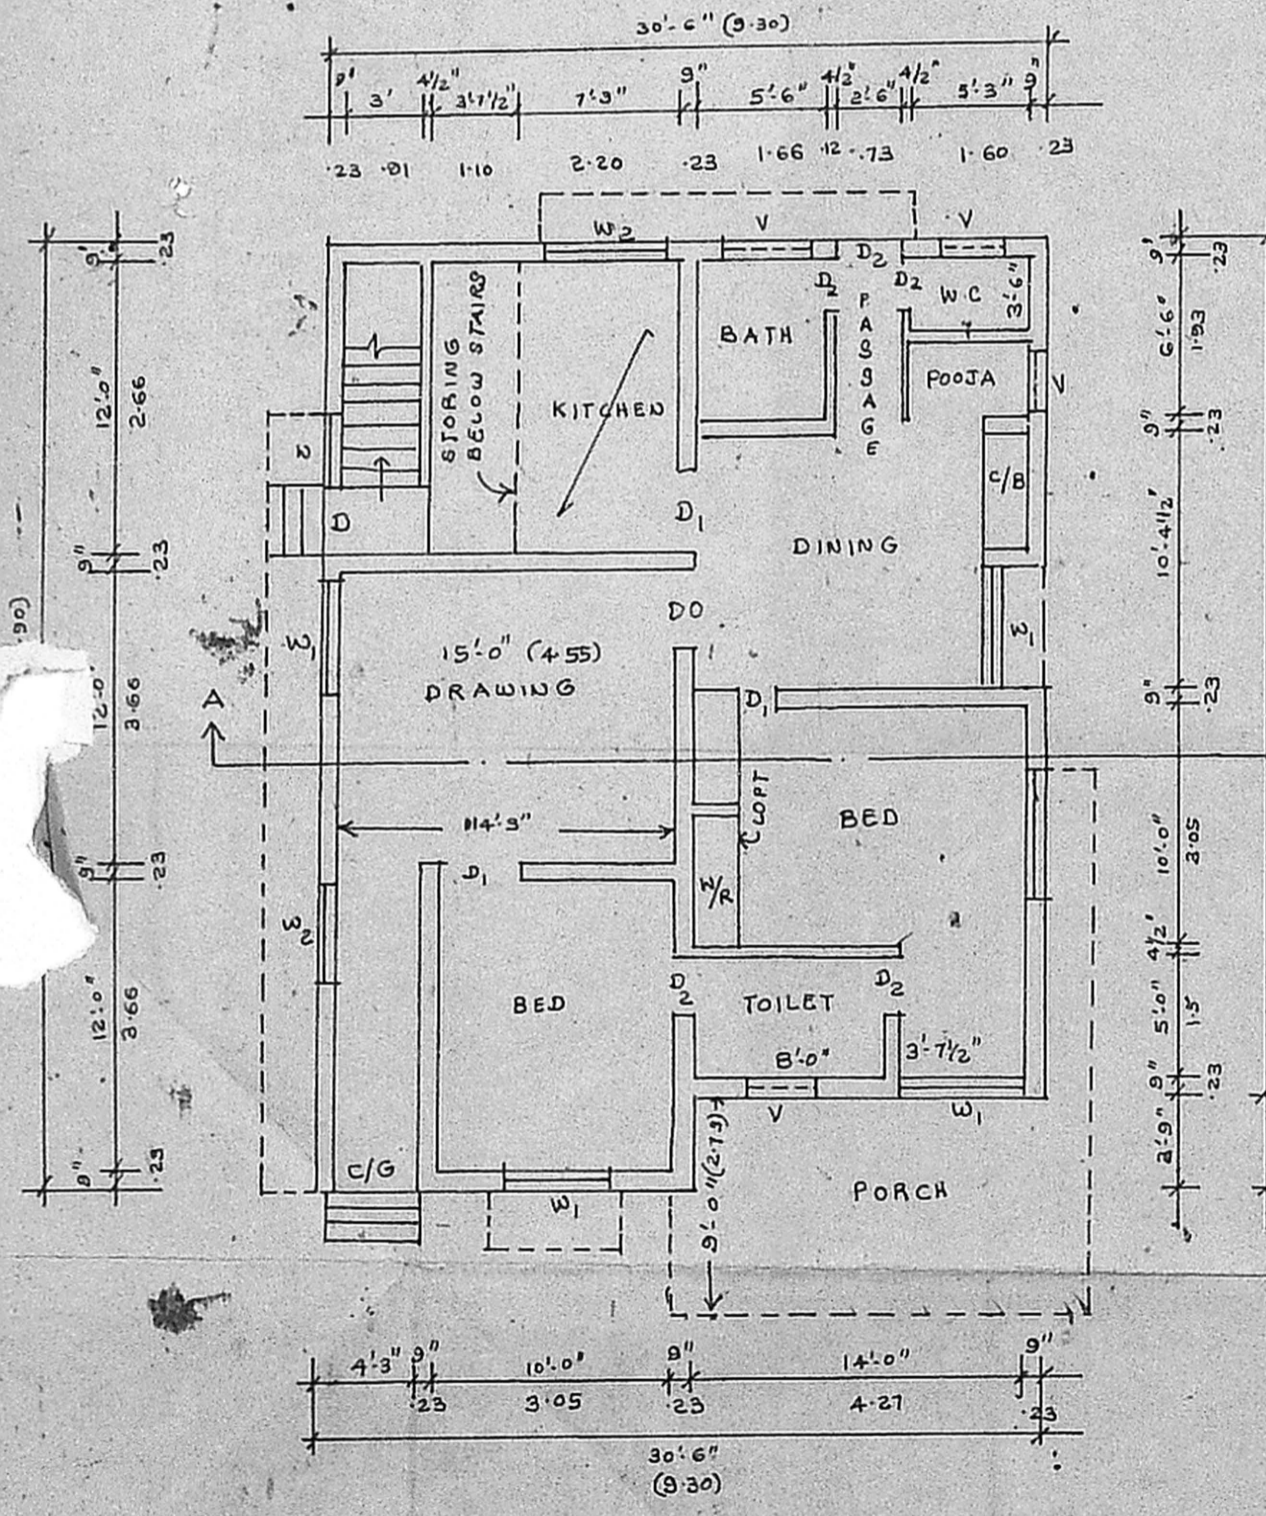 30'-6" (9.30)
9" 3' 4½" 3'-7½" 7'-3" 9" 5'-6" 4½" 2'-6" 4½" 5'-3" 9"
.23 .91 1.10 2.20 .23 1.66 .12 .73 1.60 .23
W2 V D2 V
9" .23
9" .23
D2 D2 W.C 3'-6"
STORING BELOW STAIRS
BATH
PASSAGE
POOJA
V
6'-6" 1.93
12'.0" 2.66
KITCHEN
9" .23
C/B
D
D1
DINING
10'-4½"
9" .23
DO
W1
W1
15'-0" (4.55)
DRAWING
12'-0" 3.66
A
D1
9" .23
LOFT
BED
14'-3"
10'.0" 3.05
9" .23
D1
W/R
W2
4½"
D2
D2
BED
TOILET
12'.0" 3.66
5'.0" 1.5
8'-0"
3'-7½"
9" .23
V
W1
9'-0" (2.79)
2'-9"
9" .23
C/G
PORCH
W1
4'-3" 9" 10'.0" 9" 14'-0" 9"
.23 3.05 .23 4.27 .23
30'-6"
(9.30)